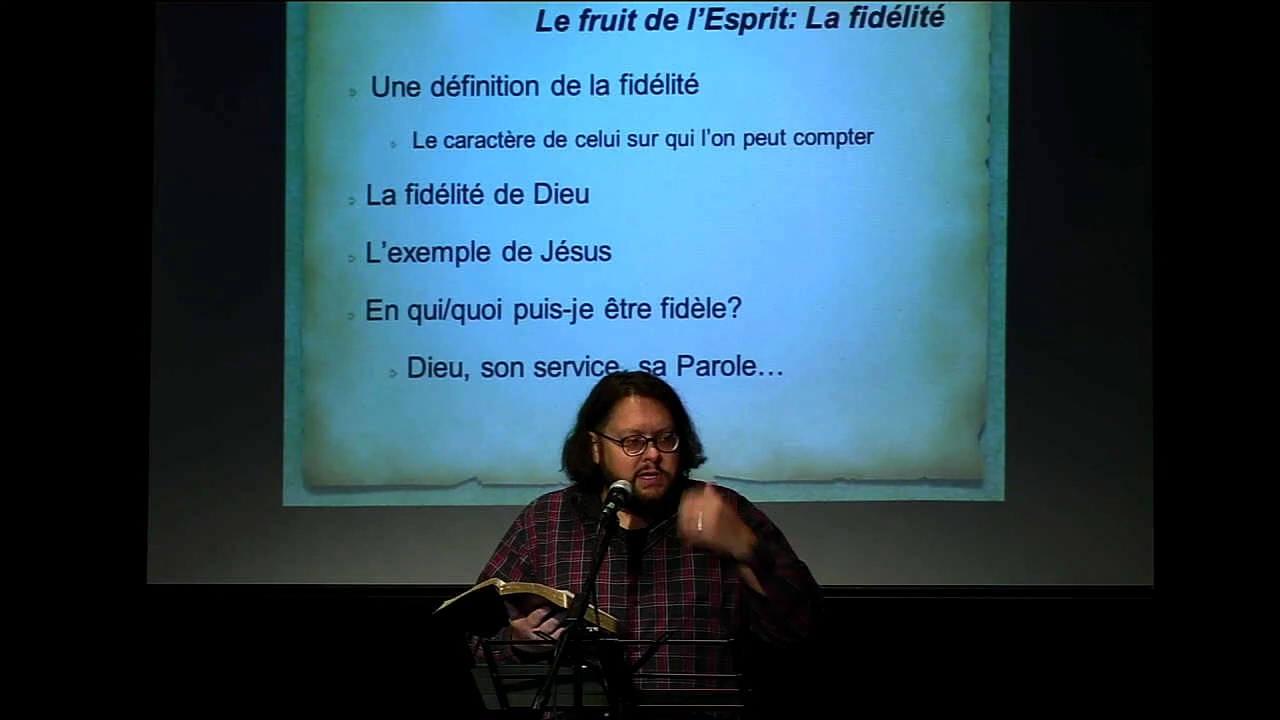 Le fruit de l’Esprit: La fidélité
Une définition de la fidélité
Le caractère de celui sur qui l’on peut compter
La fidélité de Dieu
L’exemple de Jésus
En qui/quoi puis-je être fidèle?
Dieu, son service, sa Parole…